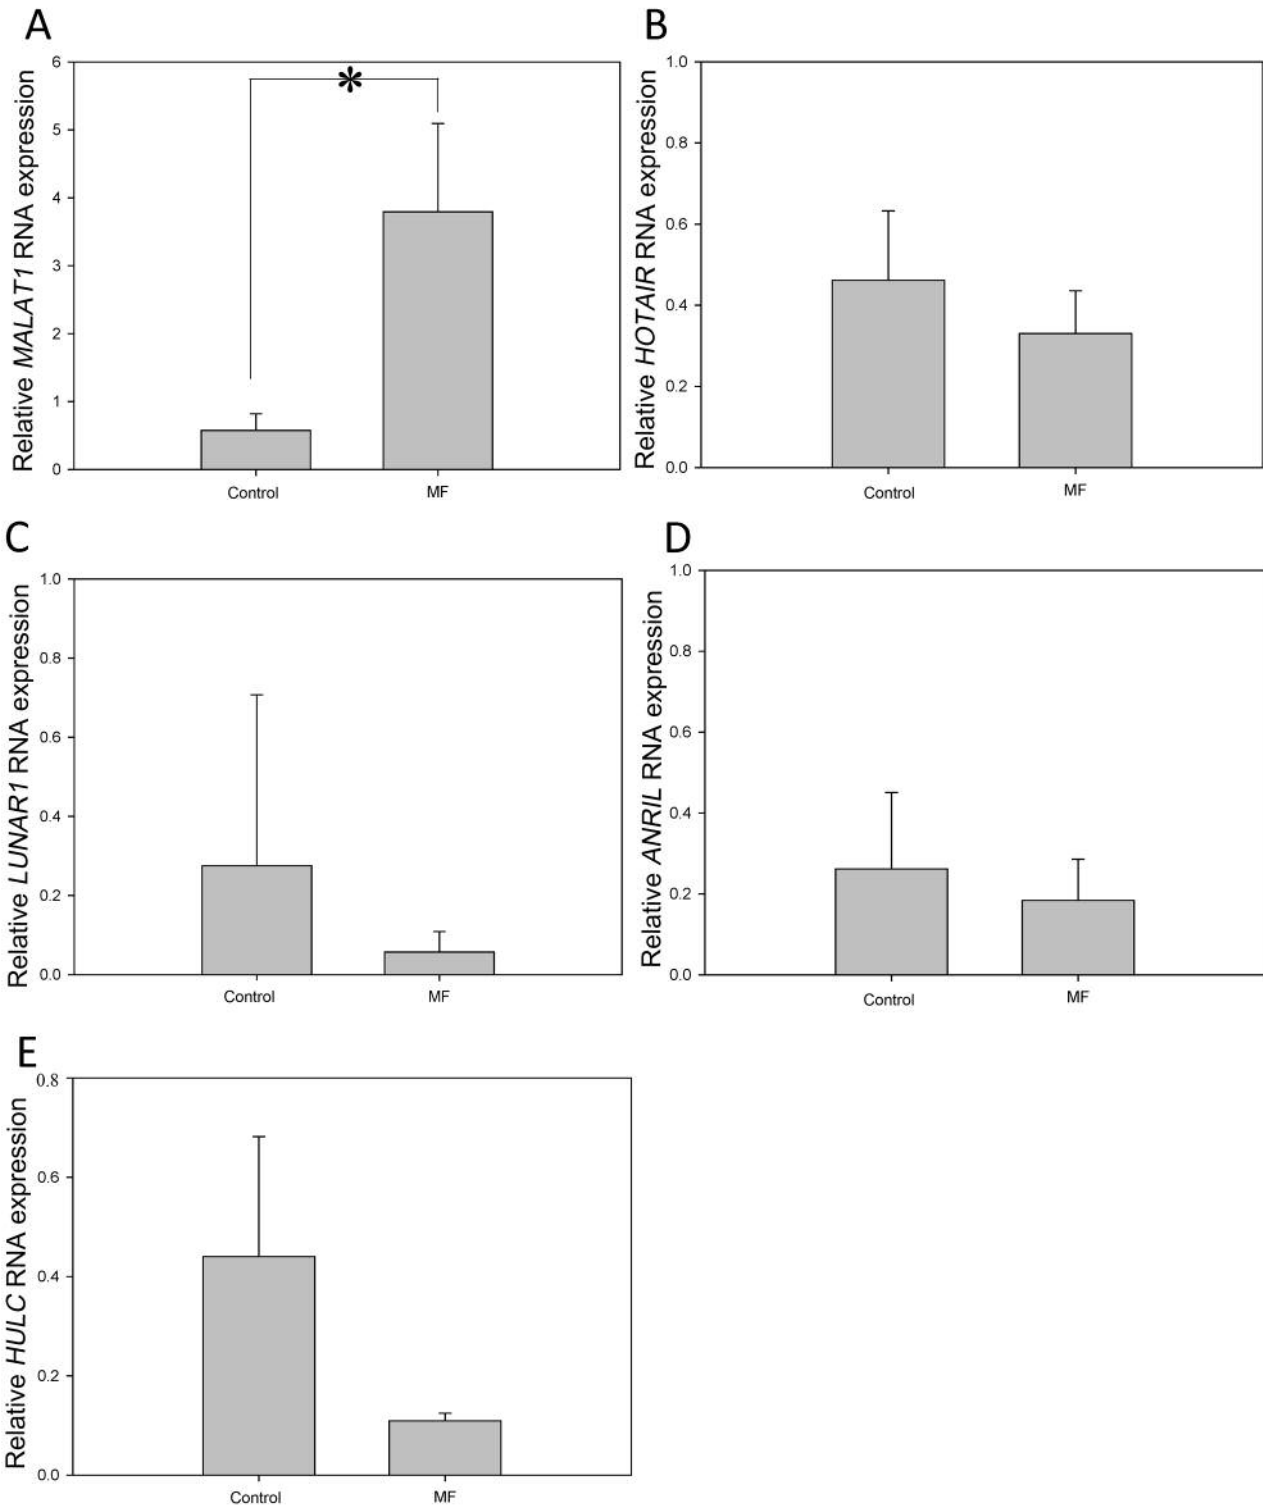 A
Relative MALAT1 RNA expression
6
5
4
3
2
1
0
*
Control MF
B
Relative HOTAIR RNA expression
1.0
0.8
0.6
0.4
0.2
0.0
Control MF
C
Relative LUNAR1 RNA expression
1.0
0.8
0.6
0.4
0.2
0.0
Control MF
D
Relative ANRIL RNA expression
1.0
0.8
0.6
0.4
0.2
0.0
Control MF
E
Relative HULC RNA expression
0.8
0.6
0.4
0.2
0.0
Control MF